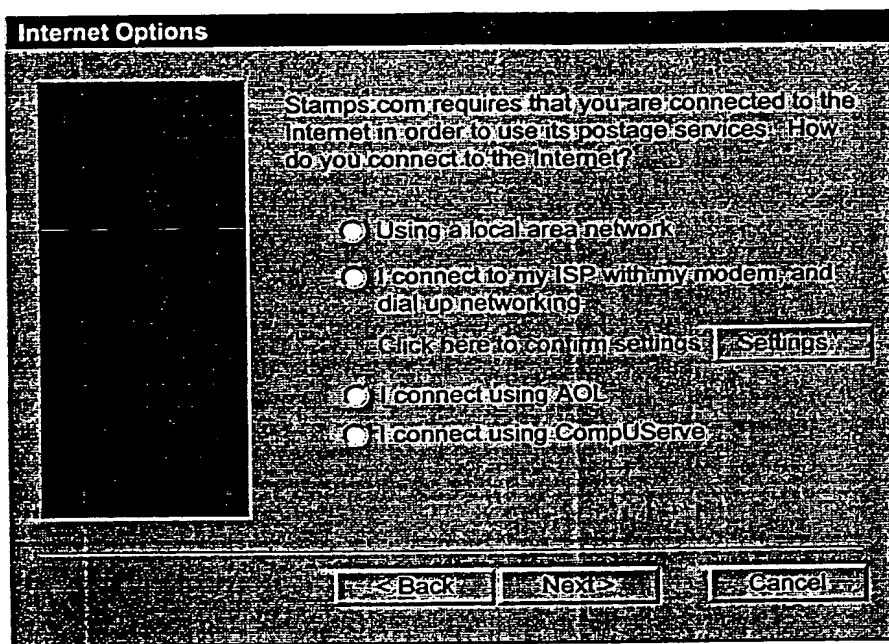 Internet Options
Stamps.com requires that you are connected to the
Internet in order to use its postage services. How
do you connect to the Internet?
Using a local area network
I connect to my ISP with my modem, and
dial up networking
Click here to confirm settings
Settings...
I connect using AOL
I connect using CompUServe
< Back
Next >
Cancel